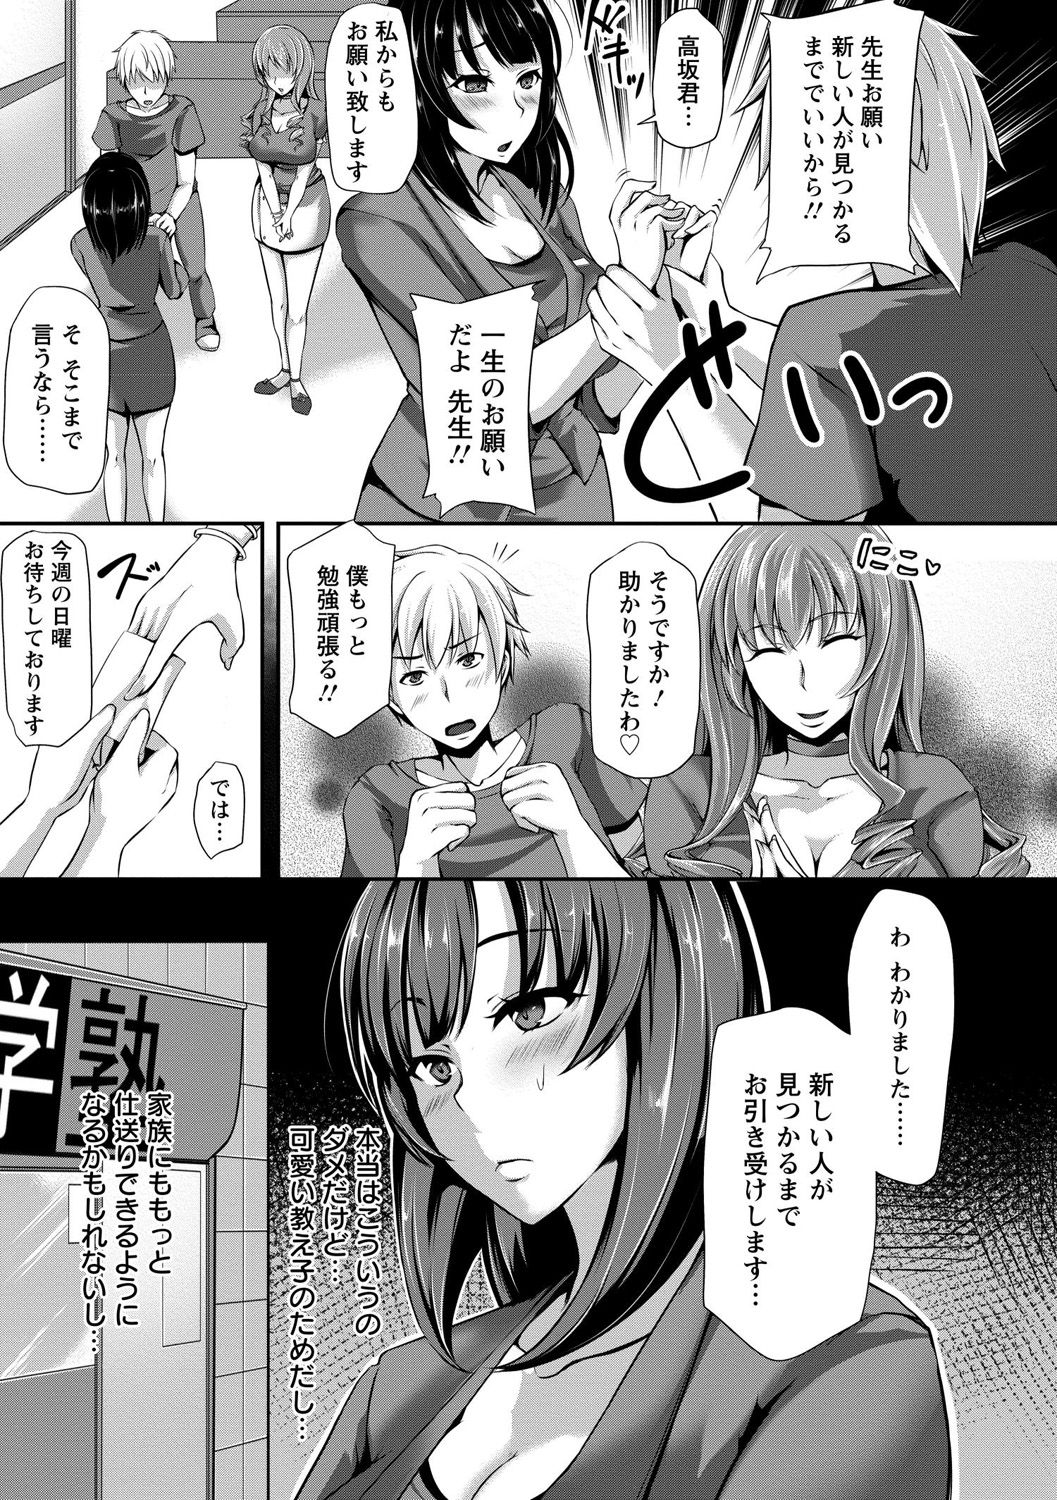 先生お願い
新しい人が見つかる
まででいいから!!
ぐいっ
高坂君…
ドキッ
一生のお願い
だよ 先生!!
私からも
お願い致します
そ そこまで
言うなら……
にこ♡
そうですか！
助かりましたわ♡
僕もっと
勉強頑張る!!
では…
ズッ
今週の日曜
お待ちしております
わ わかりました……
新しい人が
見つかるまで
お引き受けします…
本当はこういうの
ダメだけど…
可愛い教え子のためだし…
学塾
家族にももっと
仕送りできるように
なるかもしれないし…